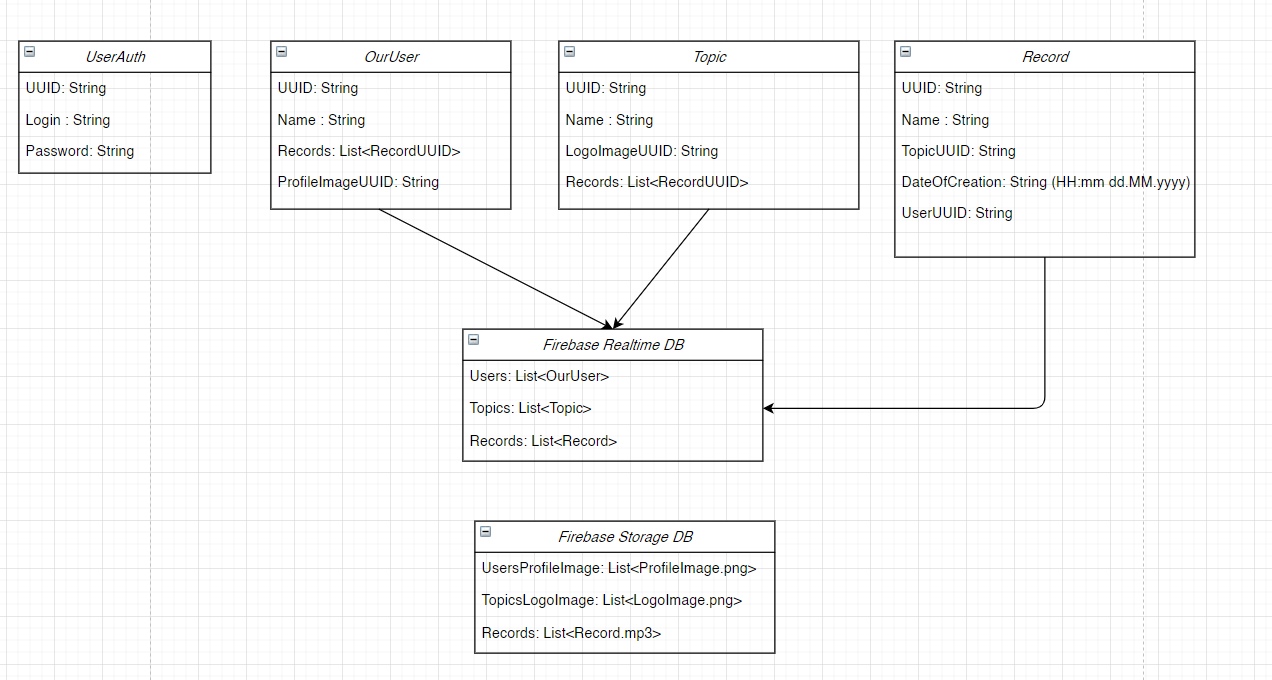 UserAuth
UUID: String
Login : String
Password: String
OurUser
UUID: String
Name : String
Records: List<RecordUUID>
ProfileImageUUID: String
Topic
UUID: String
Name : String
LogoImageUUID: String
Records: List<RecordUUID>
Record
UUID: String
Name : String
TopicUUID: String
DateOfCreation: String (HH:mm dd.MM.yyyy)
UserUUID: String
Firebase Realtime DB
Users: List<OurUser>
Topics: List<Topic>
Records: List<Record>
Firebase Storage DB
UsersProfileImage: List<ProfileImage.png>
TopicsLogoImage: List<LogoImage.png>
Records: List<Record.mp3>